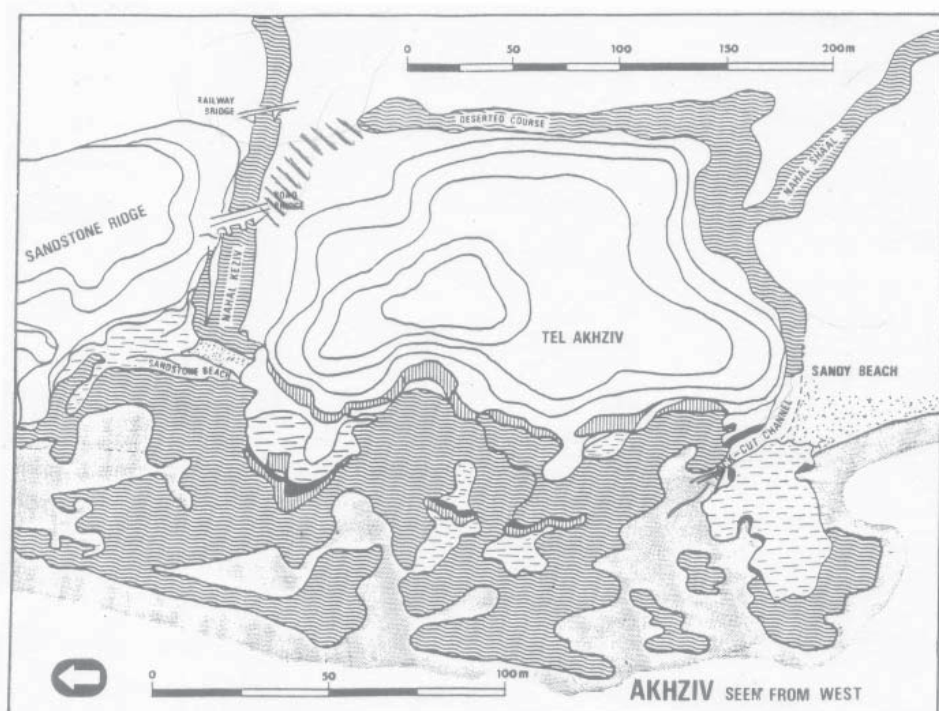 0 50 100 150 200m
RAILWAY
BRIDGE
DESERTED COURSE
NAHAL SHAAL
ROAD
SANDSTONE RIDGE
NAHAL KEZIV
TEL AKHZIV
SANDSTONE BEACH
SANDY BEACH
-CUT CHANNEL
0 50 100m
AKHZIV SEEN FROM WEST